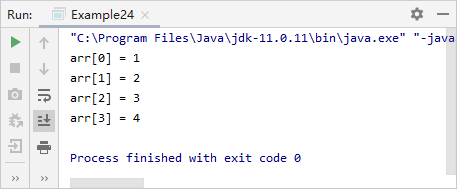 Run: Example24
"C:\Program Files\Java\jdk-11.0.11\bin\java.exe" "-java
arr[0] = 1
arr[1] = 2
arr[2] = 3
arr[3] = 4
Process finished with exit code 0